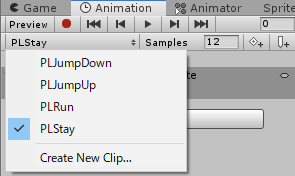 Game Animation Animator Sprite
Preview 0
PLStay Samples 12
PLJumpDown
PLJumpUp
PLRun
PLStay
Create New Clip...